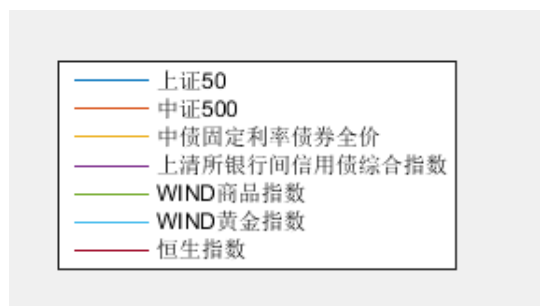 上证50
中证500
中债固定利率债券全价
上清所银行间信用债综合指数
WIND商品指数
WIND黄金指数
恒生指数